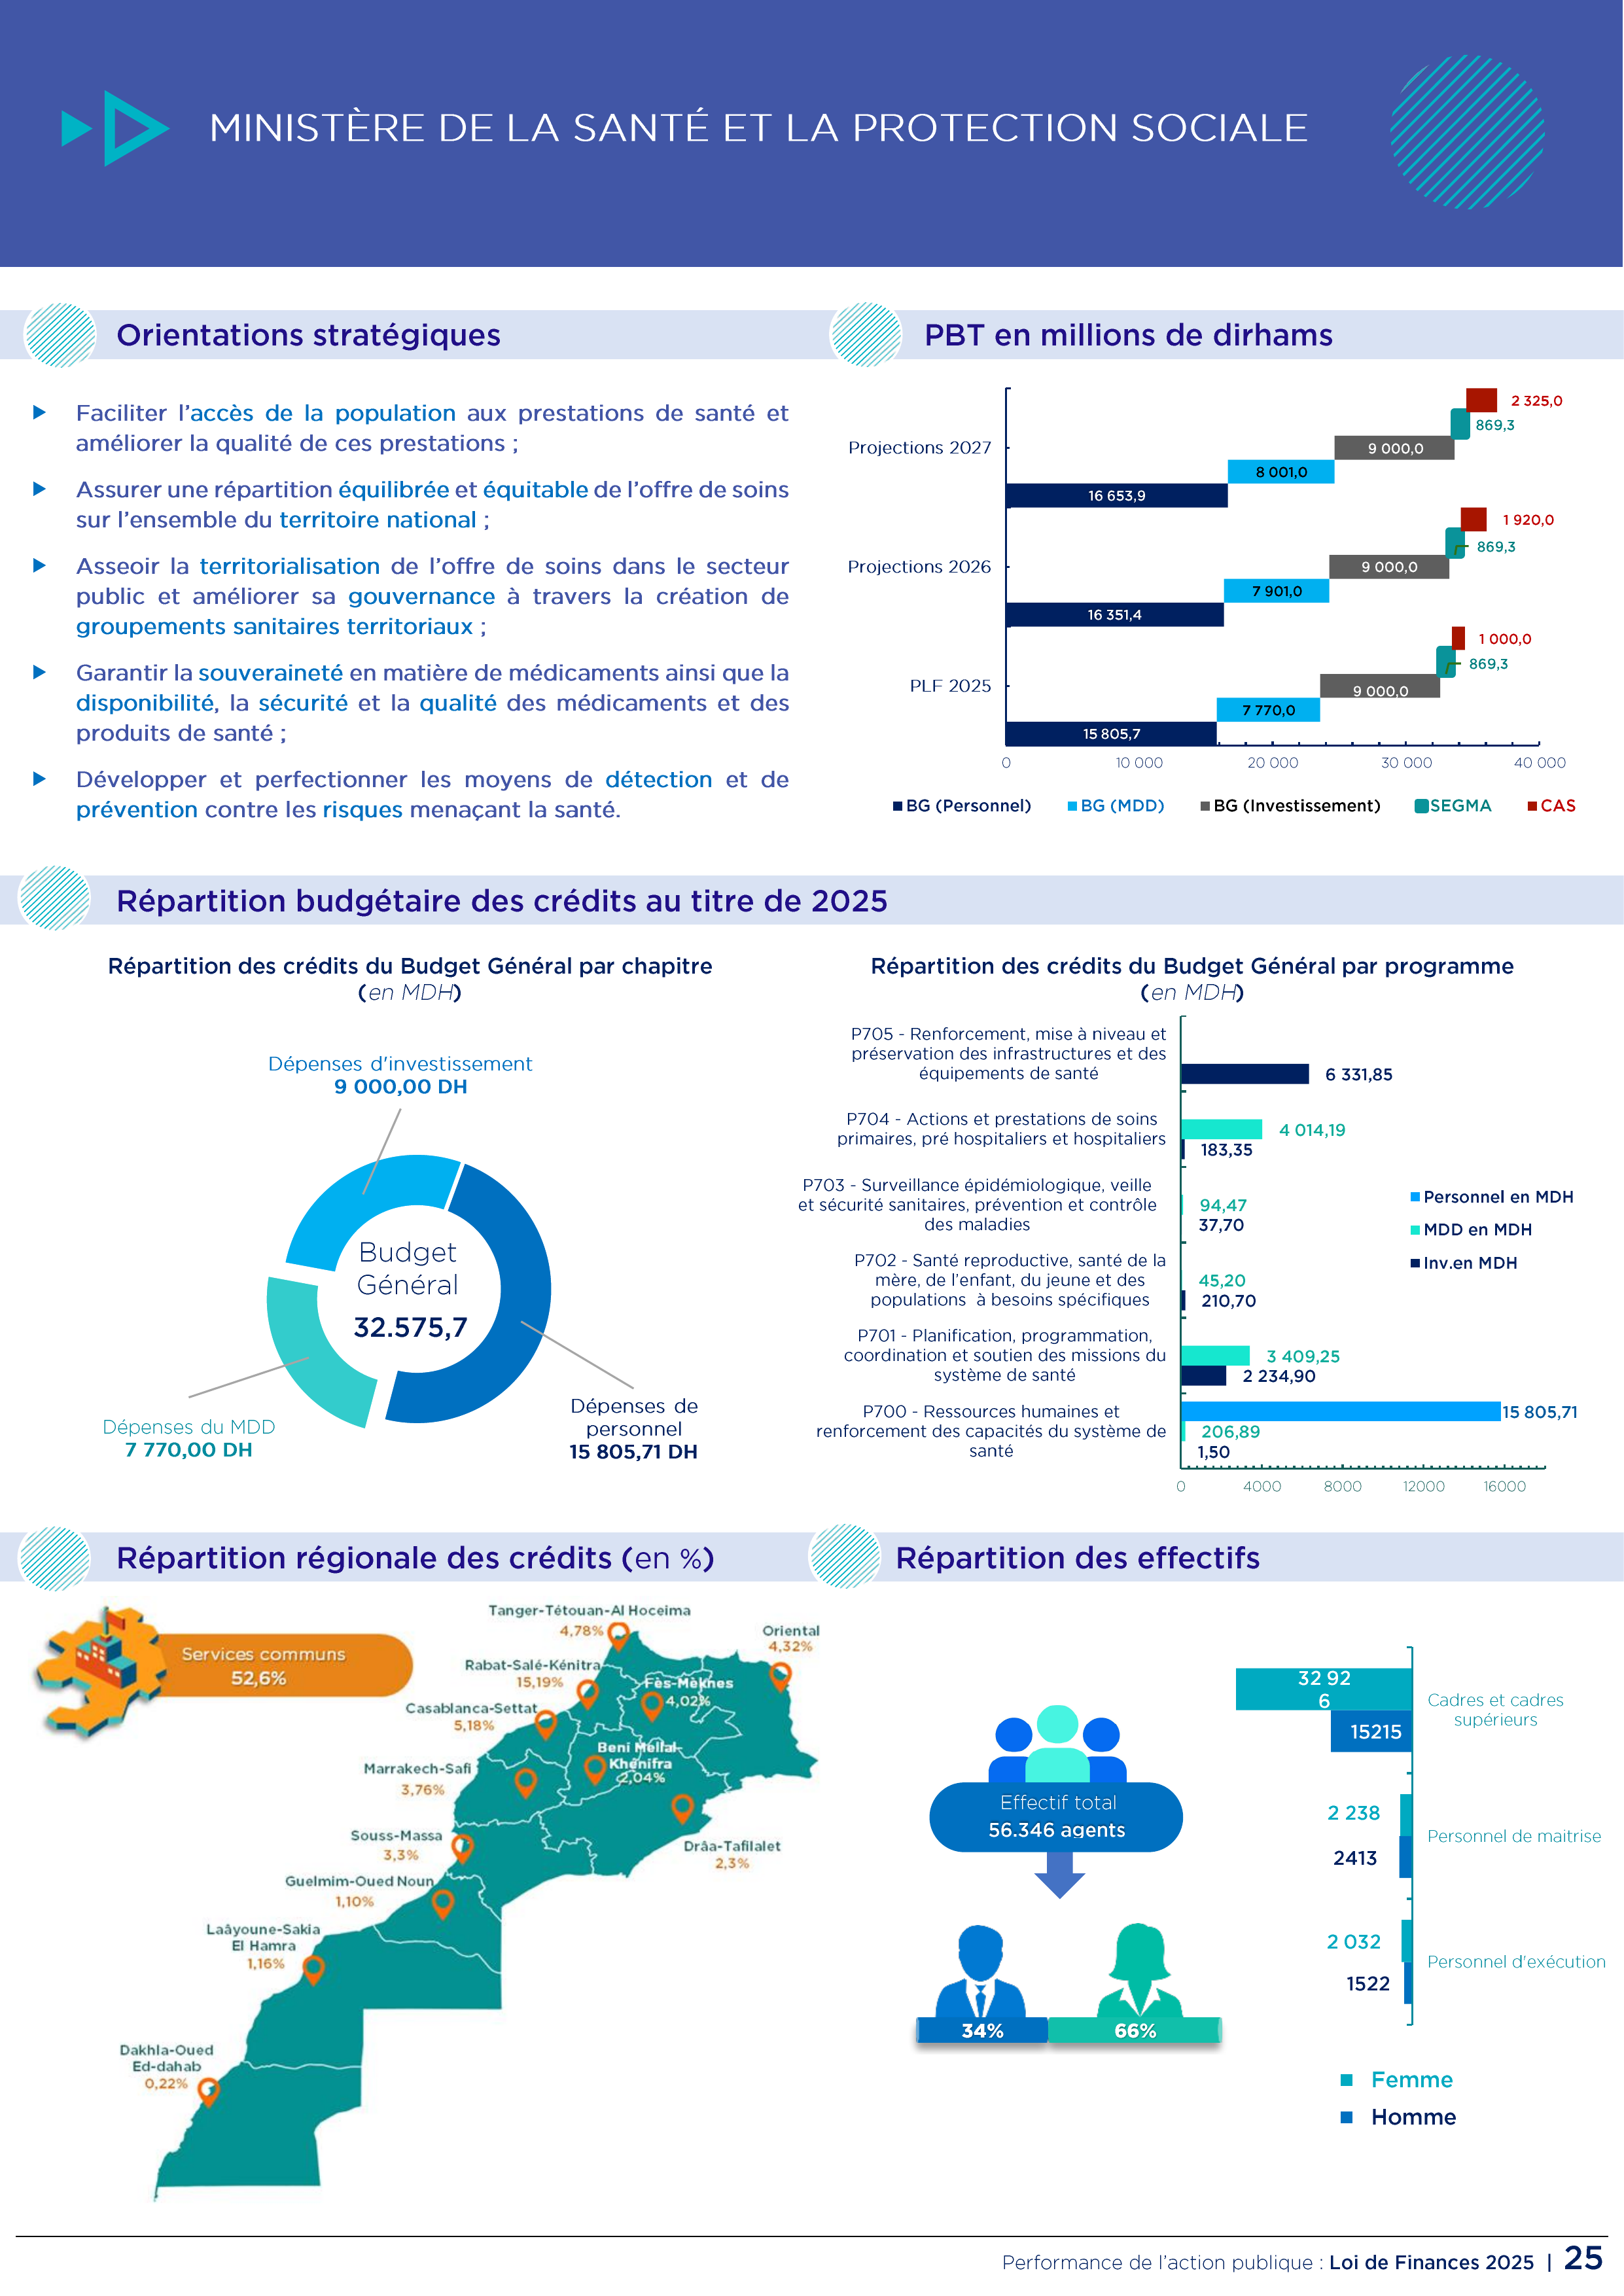 MINISTÈRE DE LA SANTÉ ET LA PROTECTION SOCIALE
Orientations stratégiques
Faciliter l'accès de la population aux prestations de santé et
améliorer la qualité de ces prestations ;
Assurer une répartition équilibrée et équitable de l'offre de soins
sur l'ensemble du territoire national ;
Asseoir la territorialisation de l'offre de soins dans le secteur
public et améliorer sa gouvernance à travers la création de
groupements sanitaires territoriaux ;
Garantir la souveraineté en matière de médicaments ainsi que la
disponibilité, la sécurité et la qualité des médicaments et des
produits de santé ;
Développer et perfectionner les moyens de détection et de
prévention contre les risques menaçant la santé.
PBT en millions de dirhams
2 325,0
869,3
Projections 2027
9 000,0
8 001,0
16 653,9
1 920,0
869,3
Projections 2026
9 000,0
7 901,0
16 351,4
1 000,0
869,3
PLF 2025
9 000,0
7 770,0
15 805,7
0
10 000
20 000
30 000
40 000
BG (Personnel)
BG (MDD)
BG (Investissement)
SEGMA
CAS
Répartition budgétaire des crédits au titre de 2025
Répartition des crédits du Budget Général par chapitre
(en MDH)
Dépenses d'investissement
9 000,00 DH
Budget
Général
32.575,7
Dépenses du MDD
7 770,00 DH
Dépenses de
personnel
15 805,71 DH
Répartition des crédits du Budget Général par programme
(en MDH)
P705 - Renforcement, mise à niveau et
préservation des infrastructures et des
équipements de santé
6 331,85
P704 - Actions et prestations de soins
primaires, pré hospitaliers et hospitaliers
4 014,19
183,35
P703 - Surveillance épidémiologique, veille
et sécurité sanitaires, prévention et contrôle
des maladies
94,47
37,70
P702 - Santé reproductive, santé de la
mère, de l'enfant, du jeune et des
populations à besoins spécifiques
45,20
210,70
P701 - Planification, programmation,
coordination et soutien des missions du
système de santé
3 409,25
2 234,90
P700 - Ressources humaines et
renforcement des capacités du système de
santé
15 805,71
206,89
1,50
0
4000
8000
12000
16000
Personnel en MDH
MDD en MDH
Inv.en MDH
Répartition régionale des crédits (en %)
Services communs
52,6%
Tanger-Tétouan-Al Hoceima
4,78%
Oriental
4,32%
Rabat-Salé-Kénitra
15,19%
Fès-Mèknes
4,02%
Casablanca-Settat
5,18%
Beni Mellal-
Khénifra
2,04%
Marrakech-Safi
3,76%
Souss-Massa
3,3%
Drâa-Tafilalet
2,3%
Guelmim-Oued Noun
1,10%
Laâyoune-Sakia
El Hamra
1,16%
Dakhla-Oued
Ed-dahab
0,22%
Répartition des effectifs
Effectif total
56.346 agents
34%
66%
32 92
6
15215
Cadres et cadres
supérieurs
2 238
2413
Personnel de maitrise
2 032
1522
Personnel d'exécution
Femme
Homme
Performance de l'action publique : Loi de Finances 2025 | 25